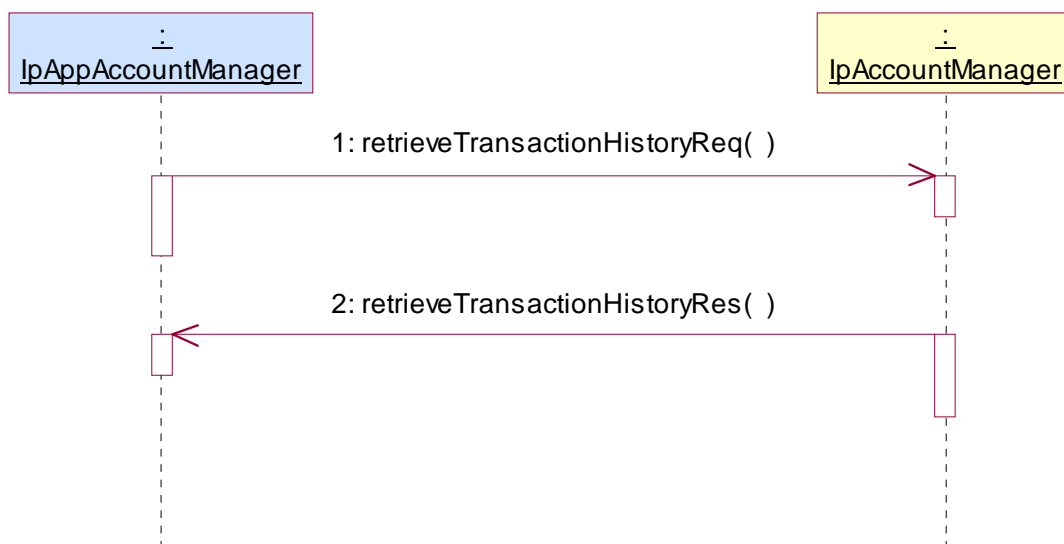 :
IpAppAccountManager
:
IpAccountManager
1: retrieveTransactionHistoryReq( )
2: retrieveTransactionHistoryRes( )